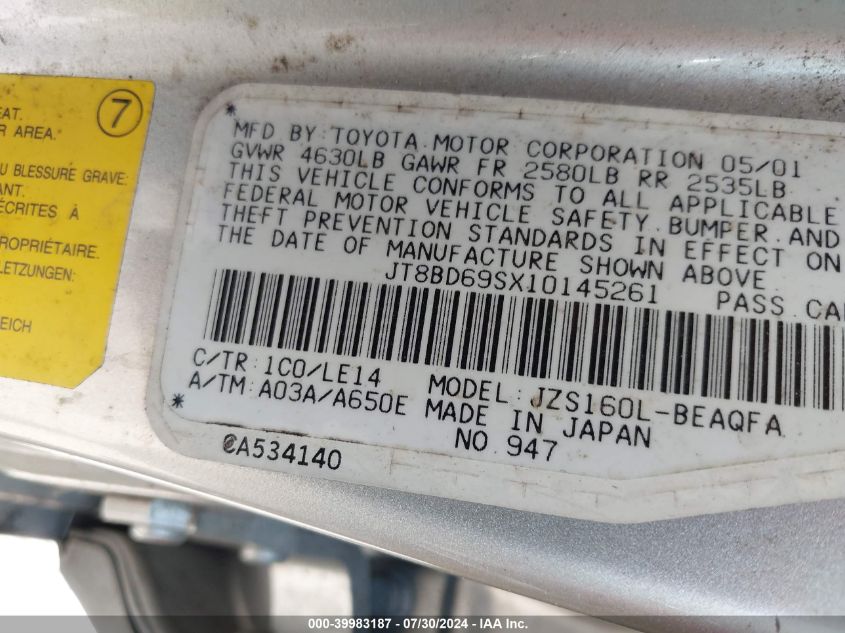 7
EAT.
R AREA.
U BLESSURE GRAVE
ANT.
ÉCRITES À
PROPRIÉTAIRE.
LETZUNGEN:
EICH
MFD BY: TOYOTA MOTOR CORPORATION 05/01
GVWR 4630LB GAWR FR 2580LB RR 2535LB
THIS VEHICLE CONFORMS TO ALL APPLICABLE
FEDERAL MOTOR VEHICLE SAFETY, BUMPER, AND
THEFT PREVENTION STANDARDS IN EFFECT ON
THE DATE OF MANUFACTURE SHOWN ABOVE.
JT8BD69SX10145261 PASS CA
C/TR: 1C0/LE14 MODEL: JZS160L-BEAQFA
A/TM: A03A/A650E MADE IN JAPAN
CA534140 NO. 947
000-39983187 / 07/30/2024 - IAA Inc.